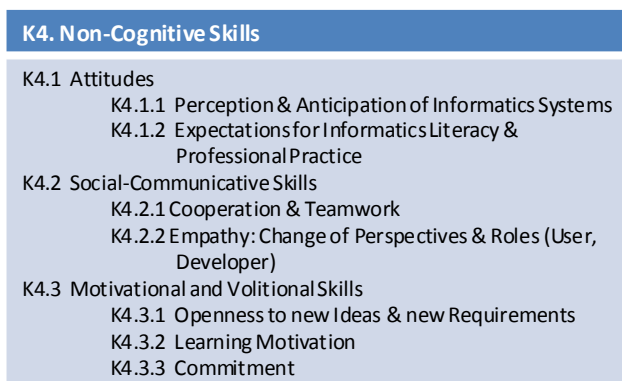 K4. Non-Cognitive Skills
K4.1 Attitudes
K4.1.1 Perception & Anticipation of Informatics Systems
K4.1.2 Expectations for Informatics Literacy &
Professional Practice
K4.2 Social-Communicative Skills
K4.2.1 Cooperation & Teamwork
K4.2.2 Empathy: Change of Perspectives & Roles (User,
Developer)
K4.3 Motivational and Volitional Skills
K4.3.1 Openness to new Ideas & new Requirements
K4.3.2 Learning Motivation
K4.3.3 Commitment